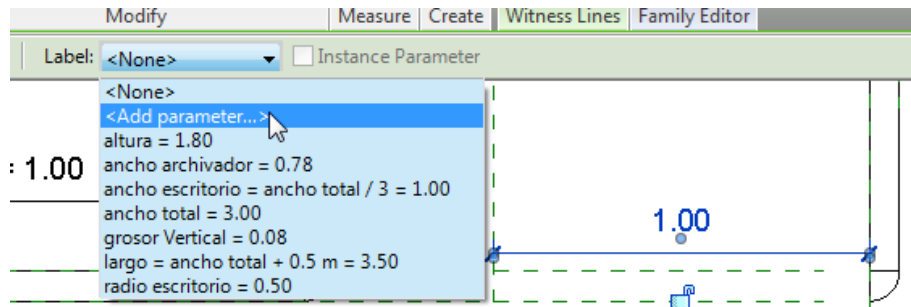 Modify Measure Create Witness Lines Family Editor
Label: <None> Instance Parameter
<None>
<Add parameter...>
altura = 1.80
ancho archivador = 0.78
= 1.00
ancho escritorio = ancho total / 3 = 1.00
ancho total = 3.00
1.00
grosor Vertical = 0.08
largo = ancho total + 0.5 m = 3.50
radio escritorio = 0.50